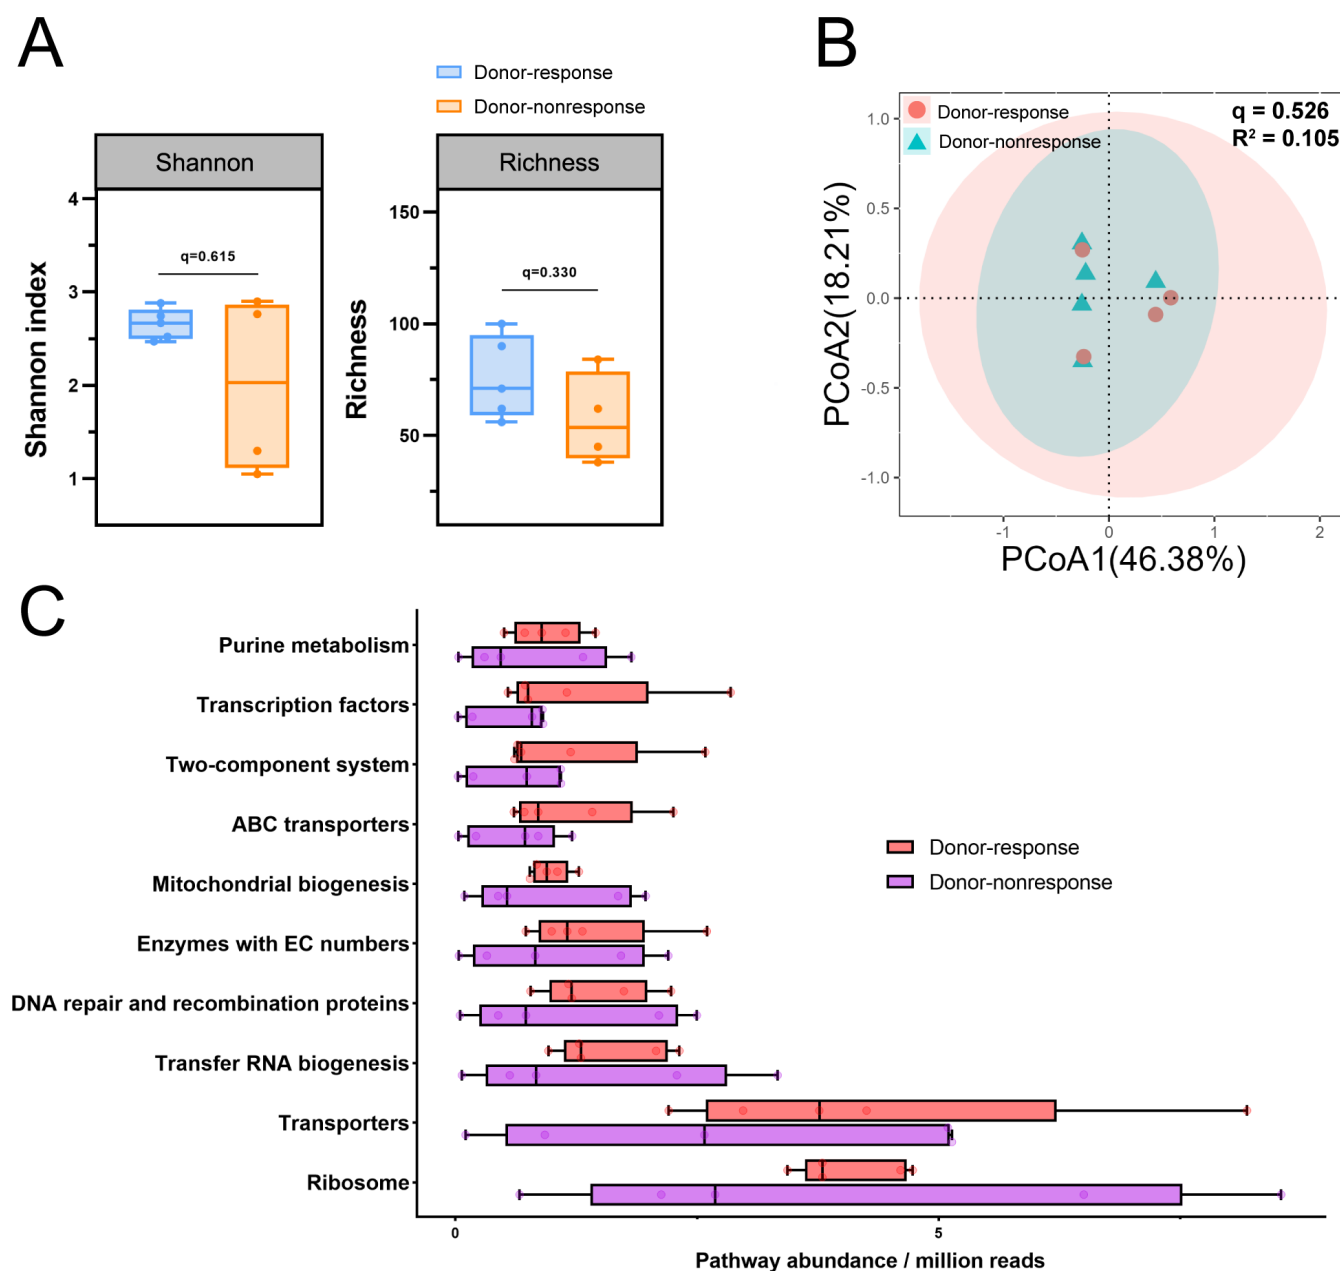 A
Donor-response
Donor-nonresponse
Shannon
Richness
Shannon index
4
3
2
1
q=0.615
Richness
150
100
50
q=0.330
B
Donor-response
Donor-nonresponse
q = 0.526
R² = 0.105
PCoA2(18.21%)
1.0
0.5
0.0
-0.5
-1.0
-1
0
1
2
PCoA1(46.38%)
C
Purine metabolism
Transcription factors
Two-component system
ABC transporters
Mitochondrial biogenesis
Enzymes with EC numbers
DNA repair and recombination proteins
Transfer RNA biogenesis
Transporters
Ribosome
Donor-response
Donor-nonresponse
0
5
Pathway abundance / million reads